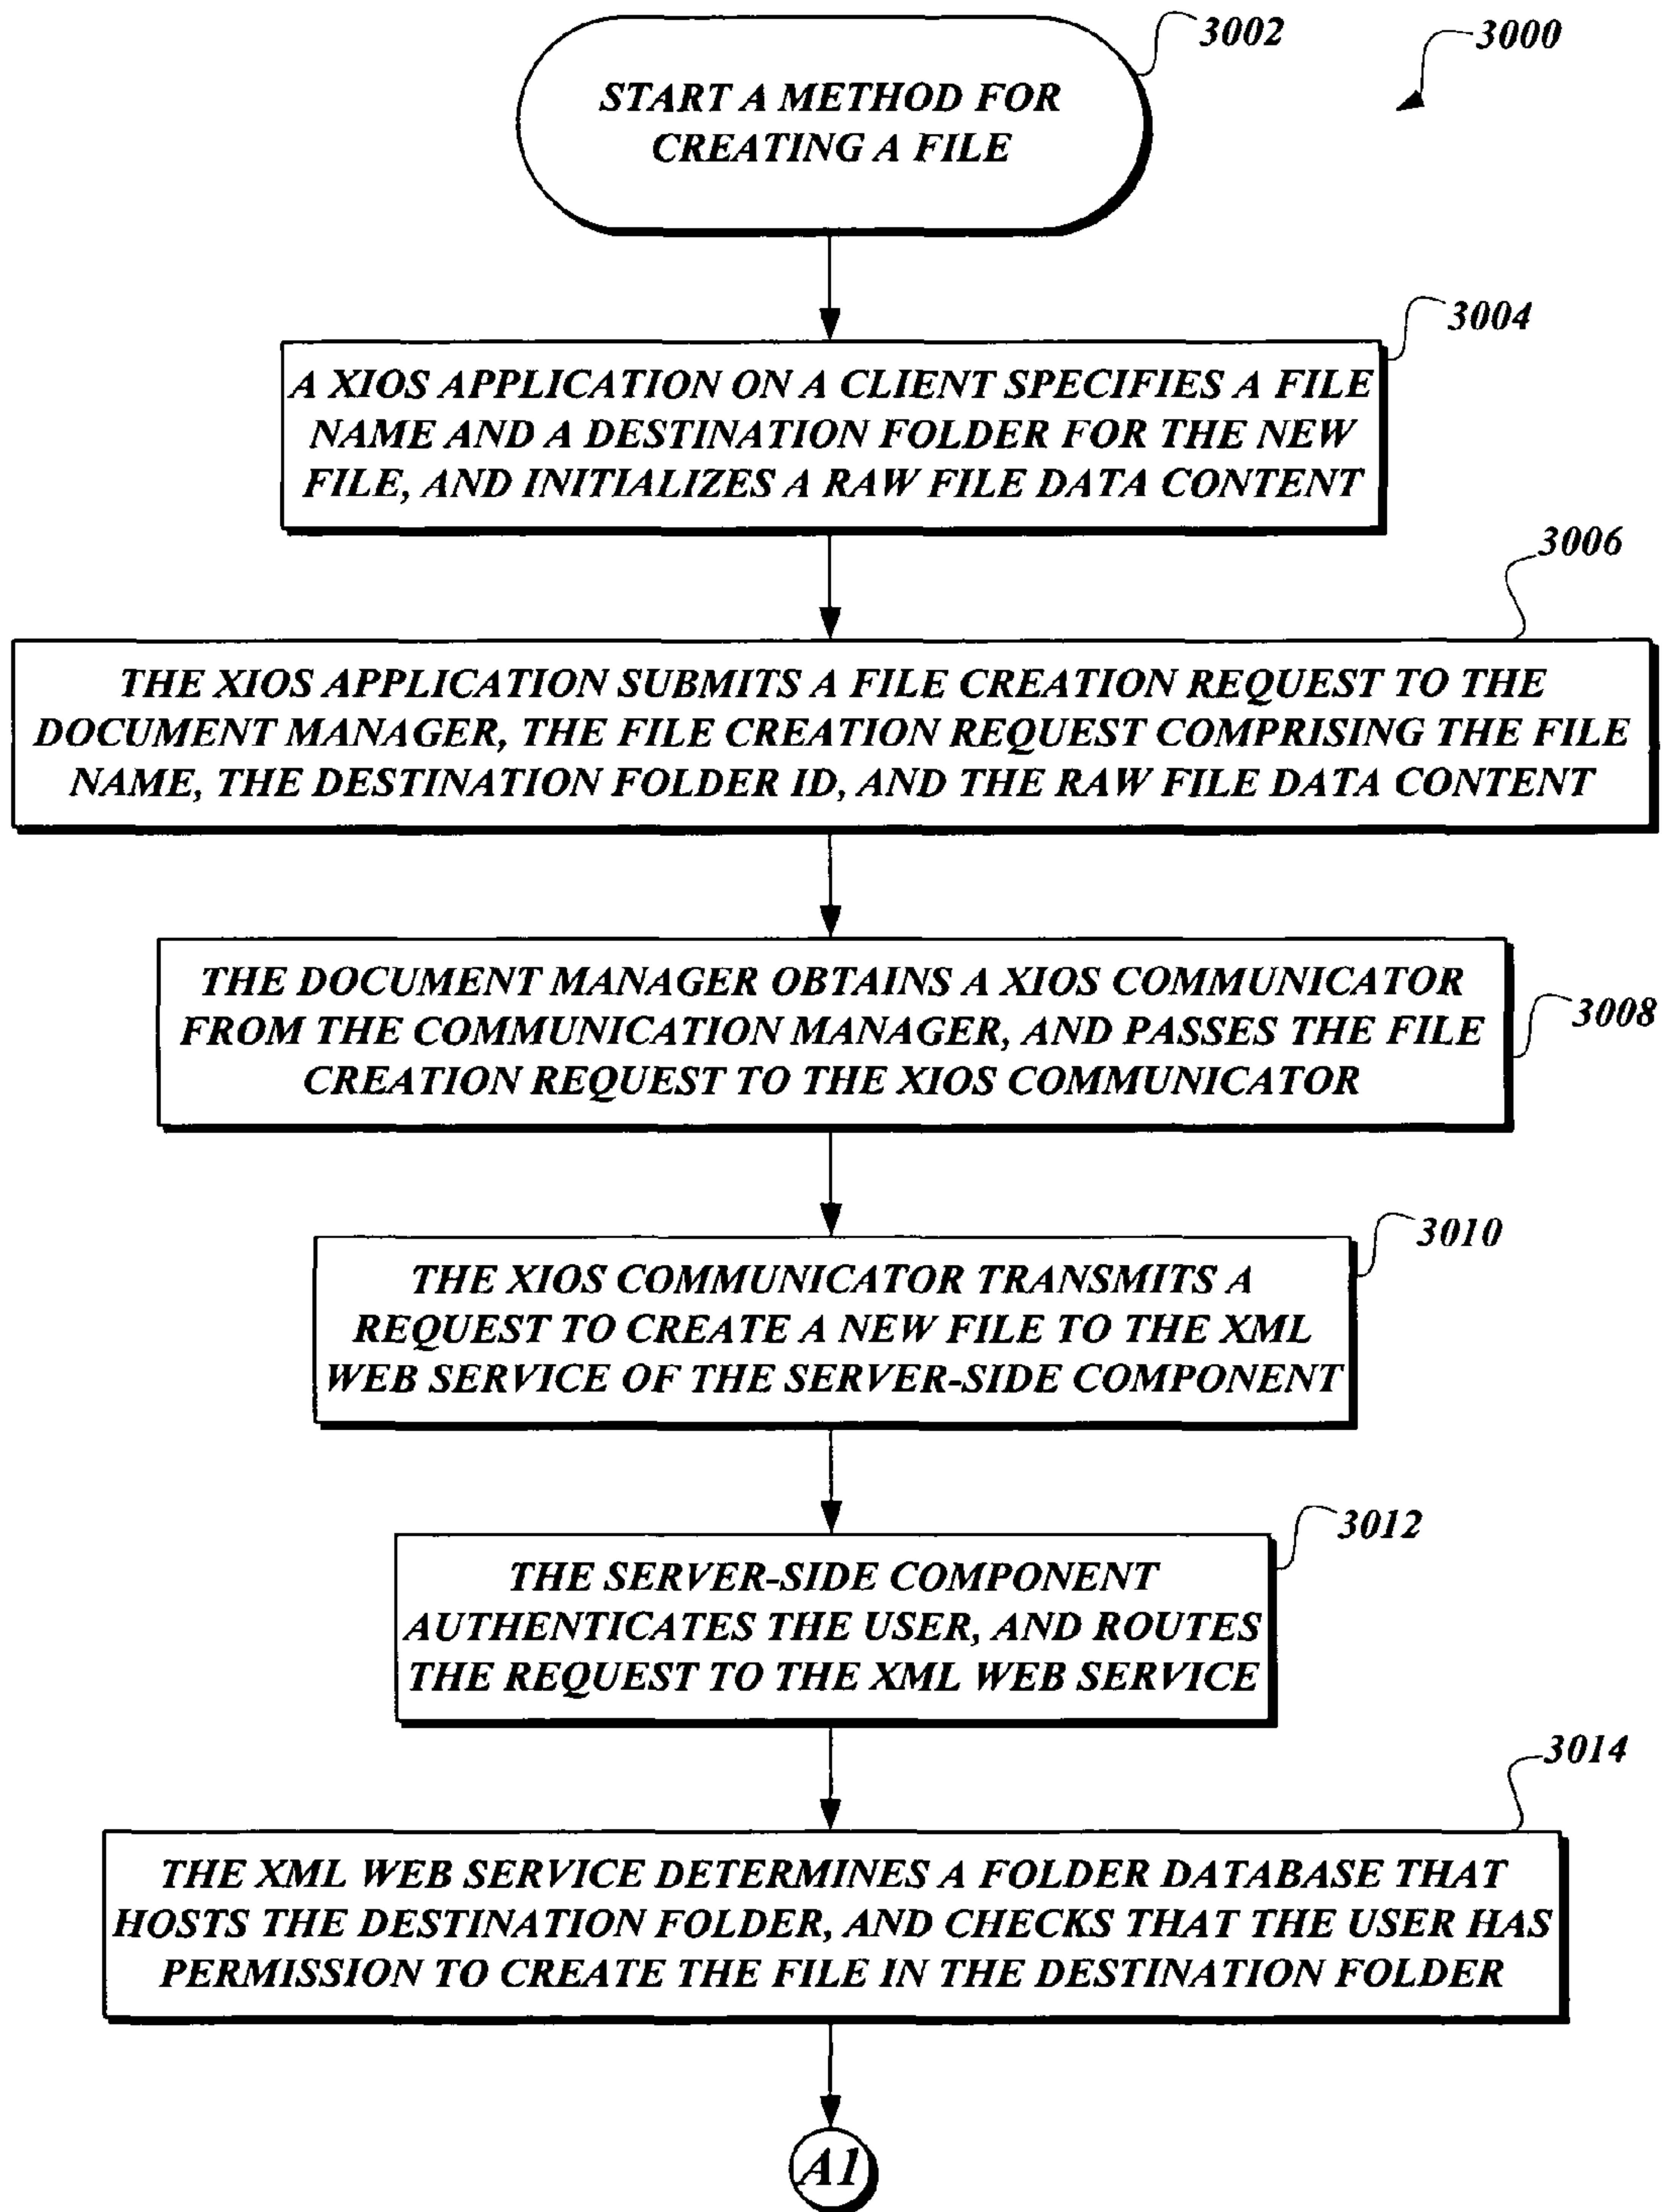 3002
3000
START A METHOD FOR
CREATING A FILE
3004
A XIOS APPLICATION ON A CLIENT SPECIFIES A FILE
NAME AND A DESTINATION FOLDER FOR THE NEW
FILE, AND INITIALIZES A RAW FILE DATA CONTENT
3006
THE XIOS APPLICATION SUBMITS A FILE CREATION REQUEST TO THE
DOCUMENT MANAGER, THE FILE CREATION REQUEST COMPRISING THE FILE
NAME, THE DESTINATION FOLDER ID, AND THE RAW FILE DATA CONTENT
THE DOCUMENT MANAGER OBTAINS A XIOS COMMUNICATOR
FROM THE COMMUNICATION MANAGER, AND PASSES THE FILE
CREATION REQUEST TO THE XIOS COMMUNICATOR
3008
3010
THE XIOS COMMUNICATOR TRANSMITS A
REQUEST TO CREATE A NEW FILE TO THE XML
WEB SERVICE OF THE SERVER-SIDE COMPONENT
3012
THE SERVER-SIDE COMPONENT
AUTHENTICATES THE USER, AND ROUTES
THE REQUEST TO THE XML WEB SERVICE
3014
THE XML WEB SERVICE DETERMINES A FOLDER DATABASE THAT
HOSTS THE DESTINATION FOLDER, AND CHECKS THAT THE USER HAS
PERMISSION TO CREATE THE FILE IN THE DESTINATION FOLDER
A1